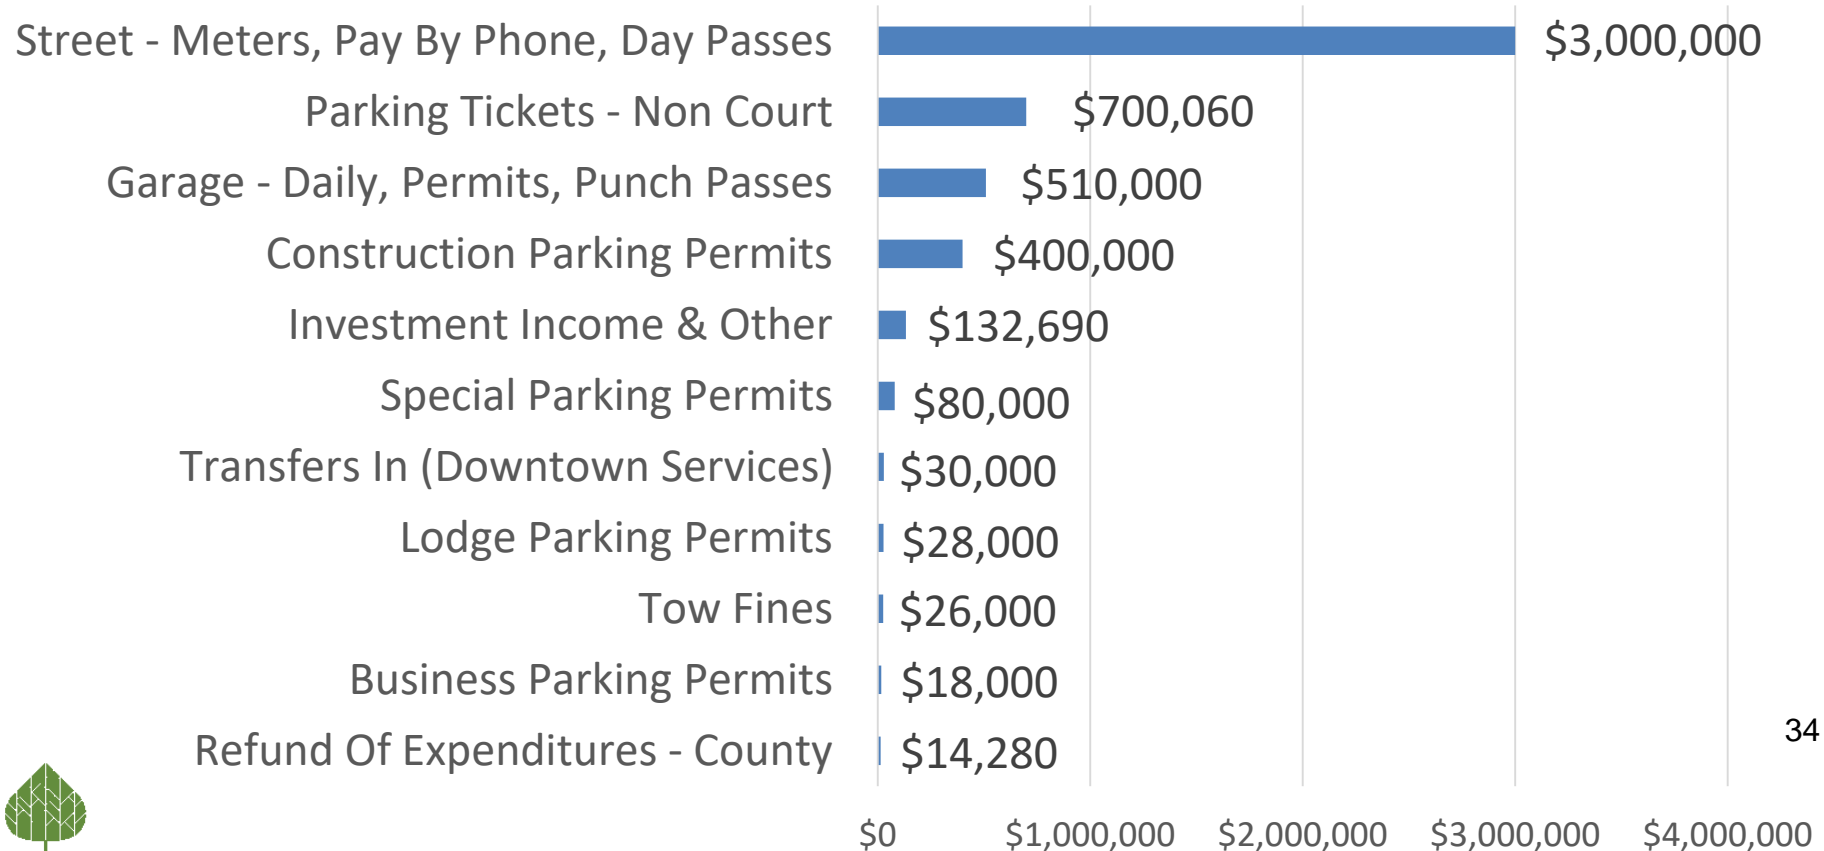 Street - Meters, Pay By Phone, Day Passes $3,000,000
Parking Tickets - Non Court $700,060
Garage - Daily, Permits, Punch Passes $510,000
Construction Parking Permits $400,000
Investment Income & Other $132,690
Special Parking Permits $80,000
Transfers In (Downtown Services) $30,000
Lodge Parking Permits $28,000
Tow Fines $26,000
Business Parking Permits $18,000
Refund Of Expenditures - County $14,280
34
$0 $1,000,000 $2,000,000 $3,000,000 $4,000,000